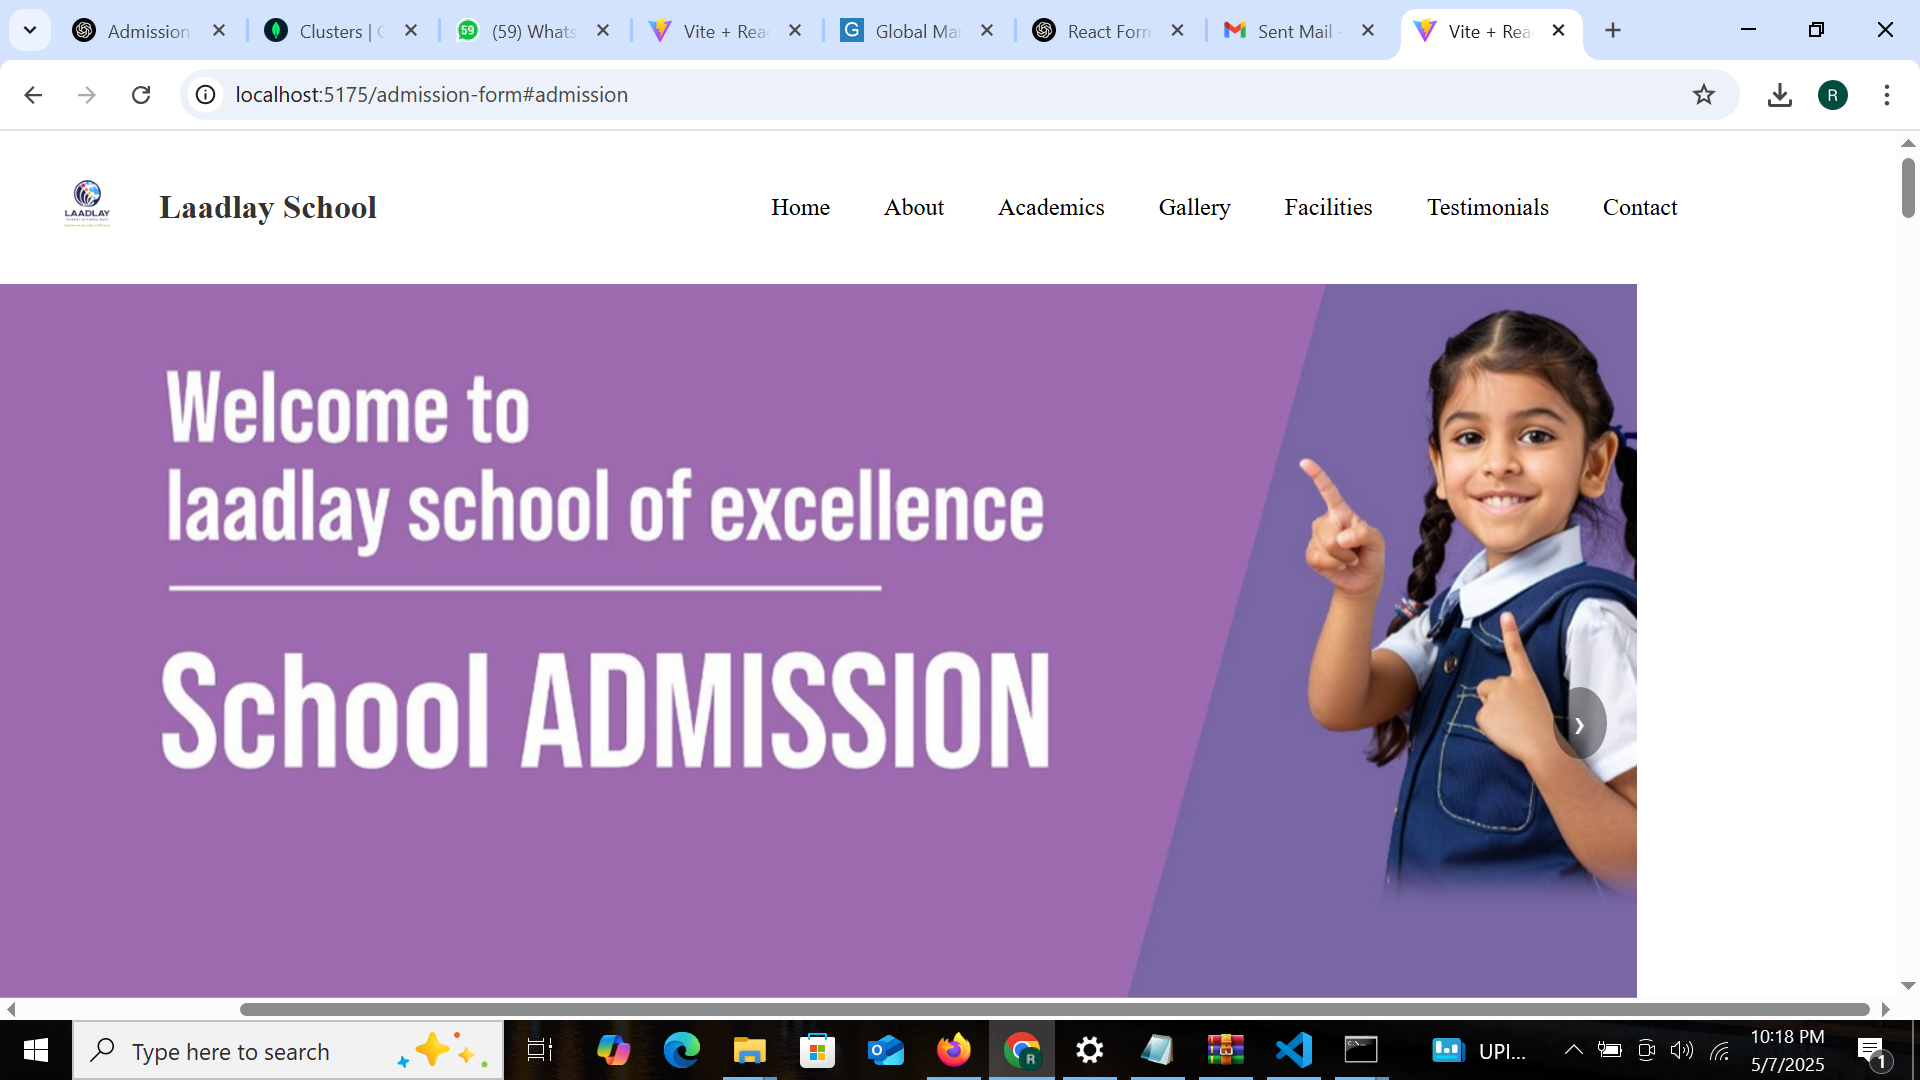 Admission
Clusters |
(59) Whats
Vite + Rea
Global Mar
React Form
Sent Mail -
Vite + Rea
localhost:5175/admission-form#admission
R
LAADLAY
Laadlay School
Home
About
Academics
Gallery
Facilities
Testimonials
Contact
Welcome to
laadlay school of excellence
School ADMISSION
Type here to search
UPI...
10:18 PM
5/7/2025
1